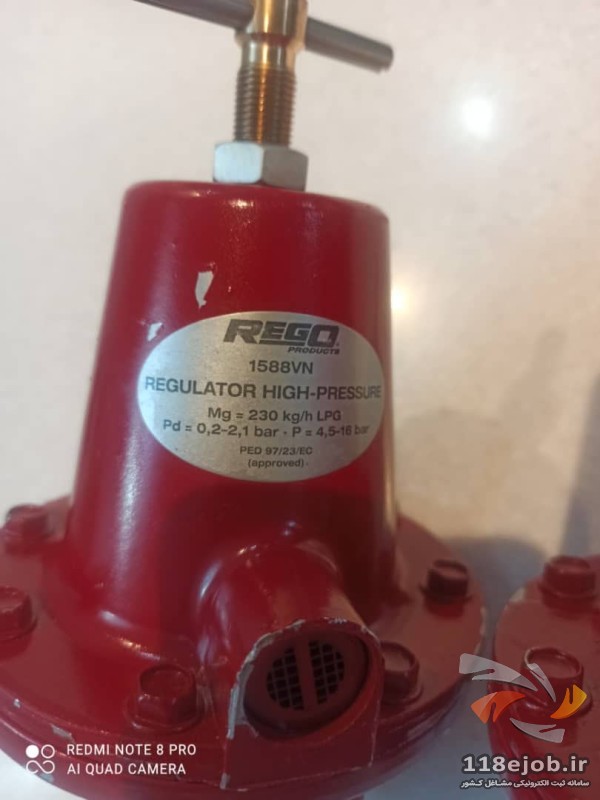 REGO
PRODUCTS
1588VN
REGULATOR HIGH-PRESSURE
Mg = 230 kg/h LPG
Pd = 0,2-2,1 bar - P = 4,5-16 bar
PED 97/23/EC
(approved)
REDMI NOTE 8 PRO
AI QUAD CAMERA
118ejob.ir
سامانه ثبت الکترونیکی مشاغل کشور